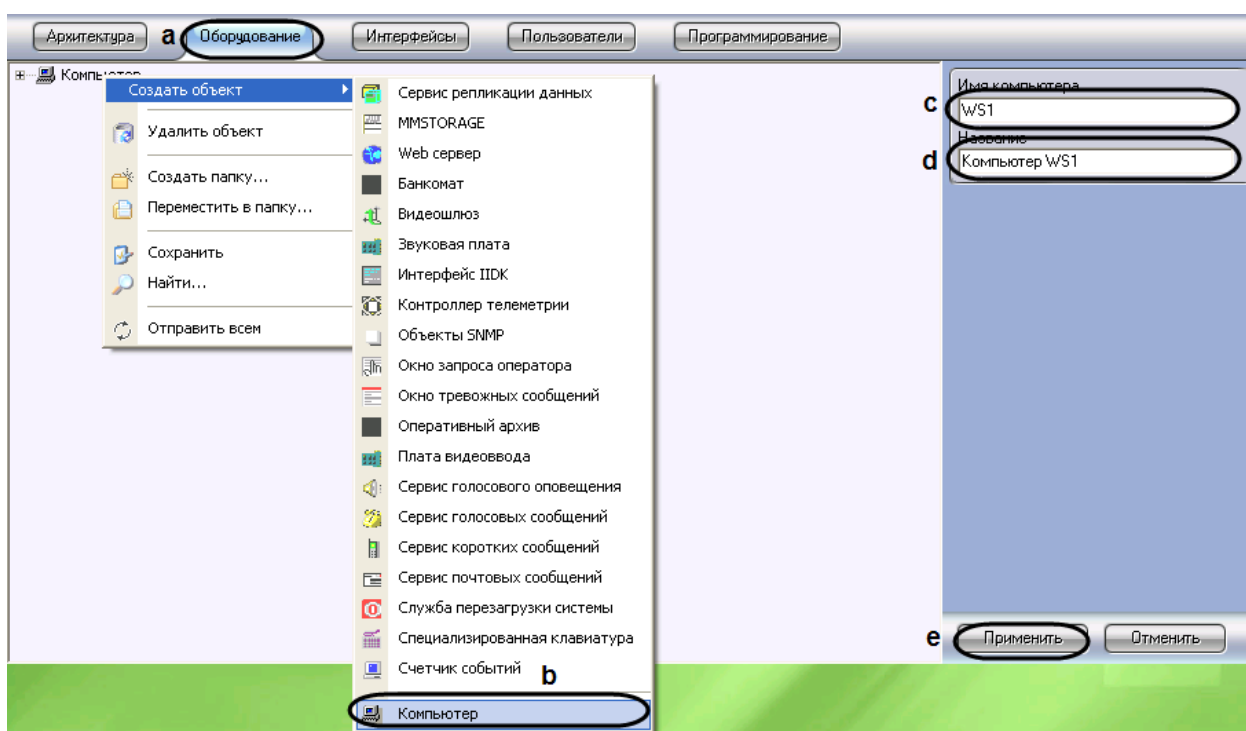 Архитектура
a
Оборудование
Интерфейсы
Пользователи
Программирование
Компьютер
Создать объект
Удалить объект
Создать папку...
Переместить в папку...
Сохранить
Найти...
Отправить всем
Сервис репликации данных
MMSTORAGE
Web сервер
Банкомат
Видеошлюз
Звуковая плата
Интерфейс IIDK
Контроллер телеметрии
Объекты SNMP
Окно запроса оператора
Окно тревожных сообщений
Оперативный архив
Плата видеоввода
Сервис голосового оповещения
Сервис голосовых сообщений
Сервис коротких сообщений
Сервис почтовых сообщений
Служба перезагрузки системы
Специализированная клавиатура
Счетчик событий
b
Компьютер
Имя компьютера
c
WS1
Название
d
Компьютер WS1
e
Применить
Отменить